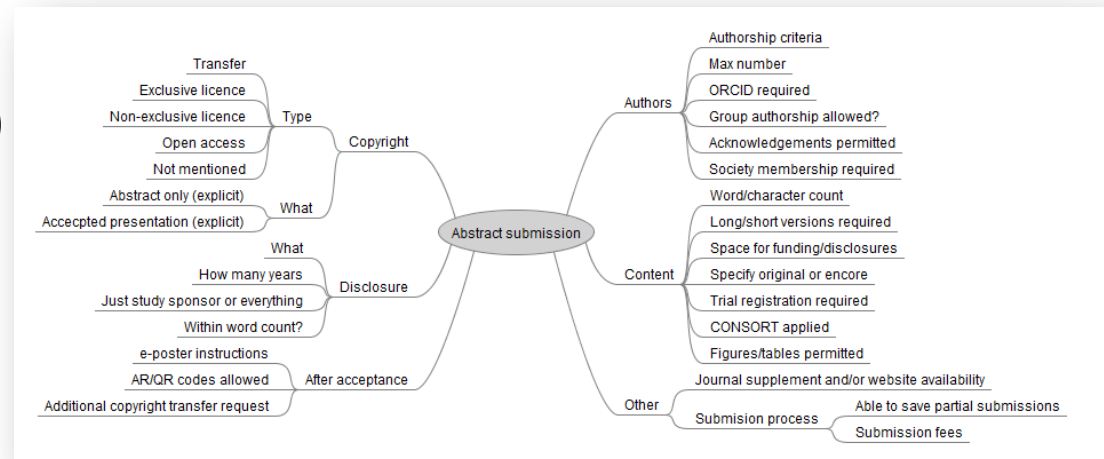 Abstract submission
Copyright
Type
Transfer
Exclusive licence
Non-exclusive licence
Open access
Not mentioned
What
Abstract only (explicit)
Accecpted presentation (explicit)
Disclosure
What
How many years
Just study sponsor or everything
Within word count?
After acceptance
e-poster instructions
AR/QR codes allowed
Additional copyright transfer request
Authors
Authorship criteria
Max number
ORCID required
Group authorship allowed?
Acknowledgements permitted
Society membership required
Content
Word/character count
Long/short versions required
Space for funding/disclosures
Specify original or encore
Trial registration required
CONSORT applied
Figures/tables permitted
Other
Journal supplement and/or website availability
Submision process
Able to save partial submissions
Submission fees